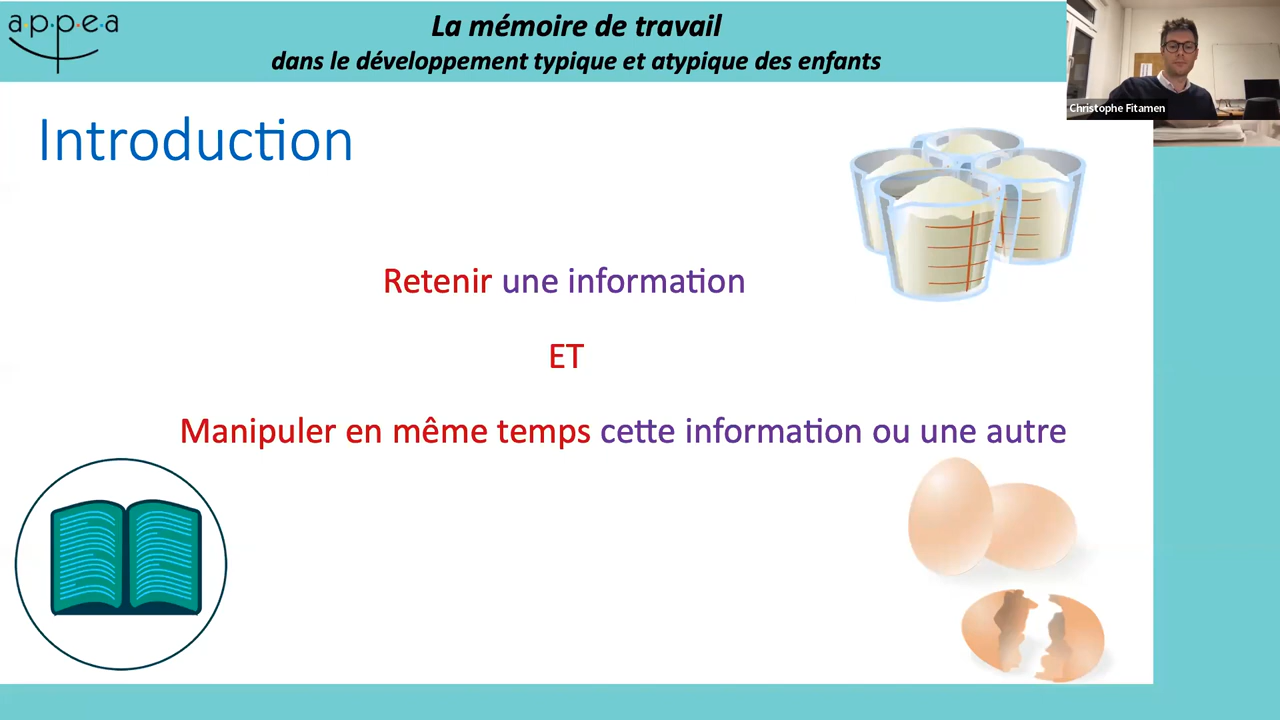 a·p·p·e·a
La mémoire de travail
dans le développement typique et atypique des enfants
Christophe Fitamen
Introduction
Retenir une information
ET
Manipuler en même temps cette information ou une autre